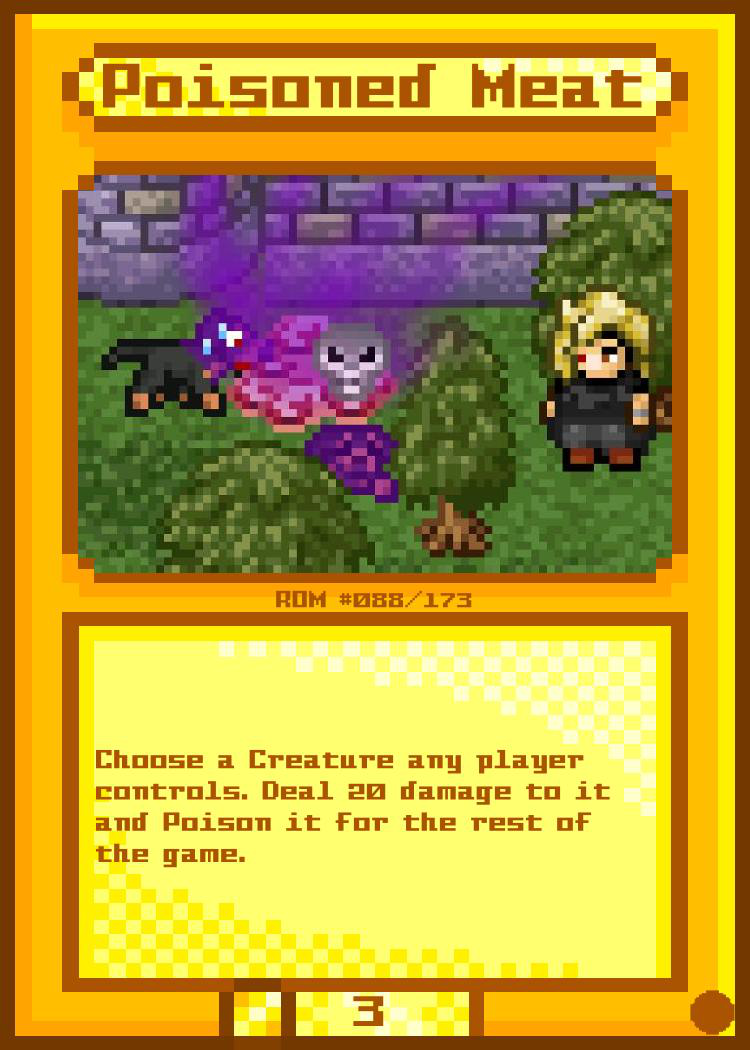 Poisoned Meat
ROM #088/173
Choose a Creature any player
controls. Deal 20 damage to it
and Poison it for the rest of
the game.
3